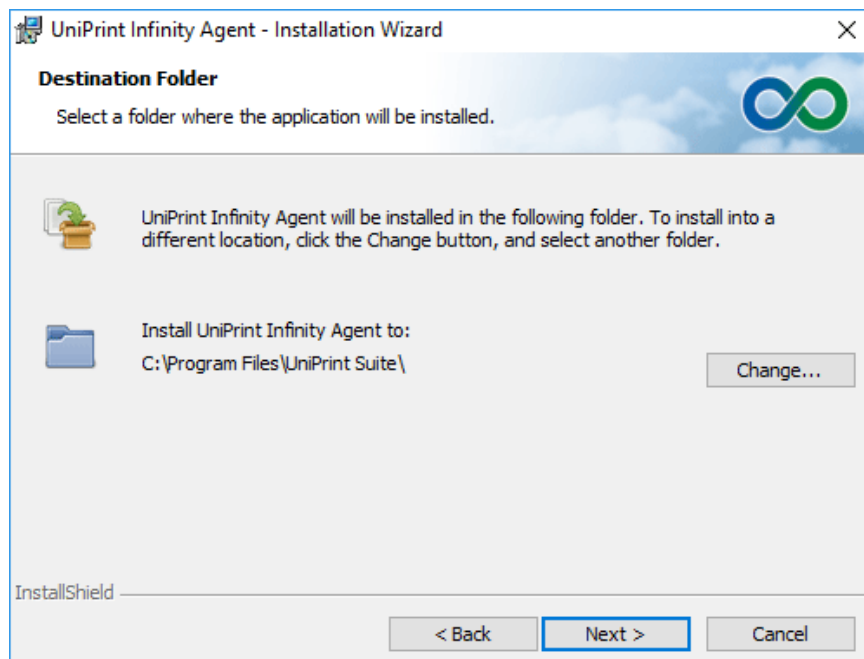 UniPrint Infinity Agent - Installation Wizard
Destination Folder
Select a folder where the application will be installed.
UniPrint Infinity Agent will be installed in the following folder. To install into a
different location, click the Change button, and select another folder.
Install UniPrint Infinity Agent to:
C:\Program Files\UniPrint Suite\
Change...
InstallShield
< Back
Next >
Cancel